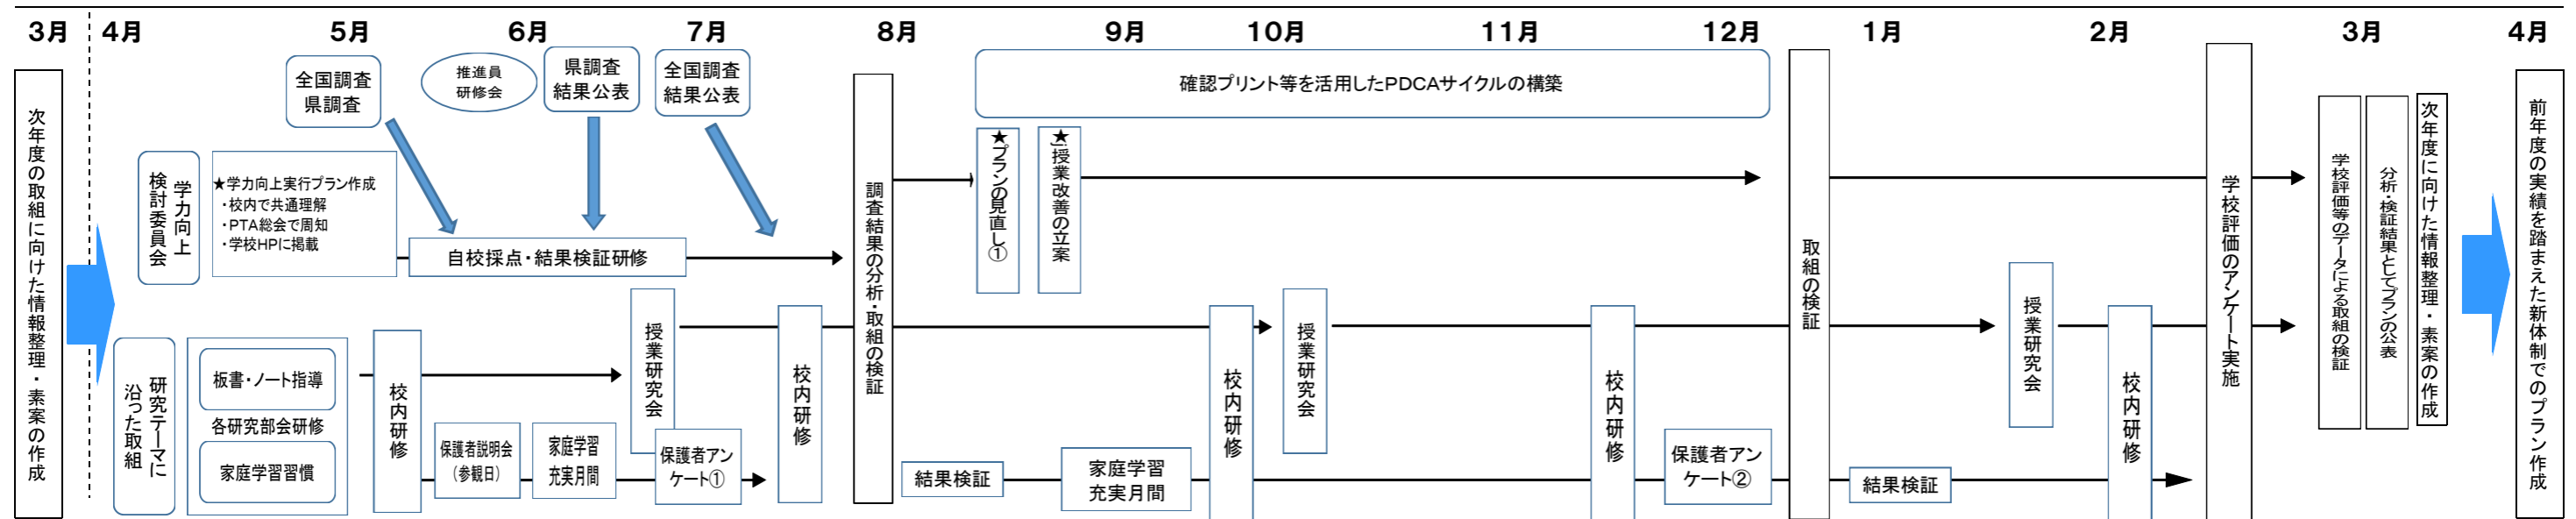 3月
4月
5月
6月
7月
8月
9月
10月
11月
12月
1月
2月
3月
4月
次年度の取組に向けた情報整理・素案の作成
全国調査
県調査
推進員
研修会
県調査
結果公表
全国調査
結果公表
確認プリント等を活用したPDCAサイクルの構築
学力向上
検討委員会
★学力向上実行プラン作成
・校内で共通理解
・PTA総会で周知
・学校HPに掲載
自校採点・結果検証研修
調査結果の分析・取組の検証
★プランの見直し①
★授業改善の立案
取組の検証
学校評価のアンケート実施
学校評価等のデータによる取組の検証
分析・検証結果としてプランの公表
次年度に向けた情報整理・素案の作成
前年度の実績を踏まえた新体制でのプラン作成
研究テーマに
沿った取組
板書・ノート指導
各研究部会研修
家庭学習習慣
校内研修
保護者説明会
(参観日)
家庭学習
充実月間
授業研究会
保護者アン
ケート①
校内研修
結果検証
家庭学習
充実月間
校内研修
授業研究会
校内研修
保護者アン
ケート②
結果検証
授業研究会
校内研修